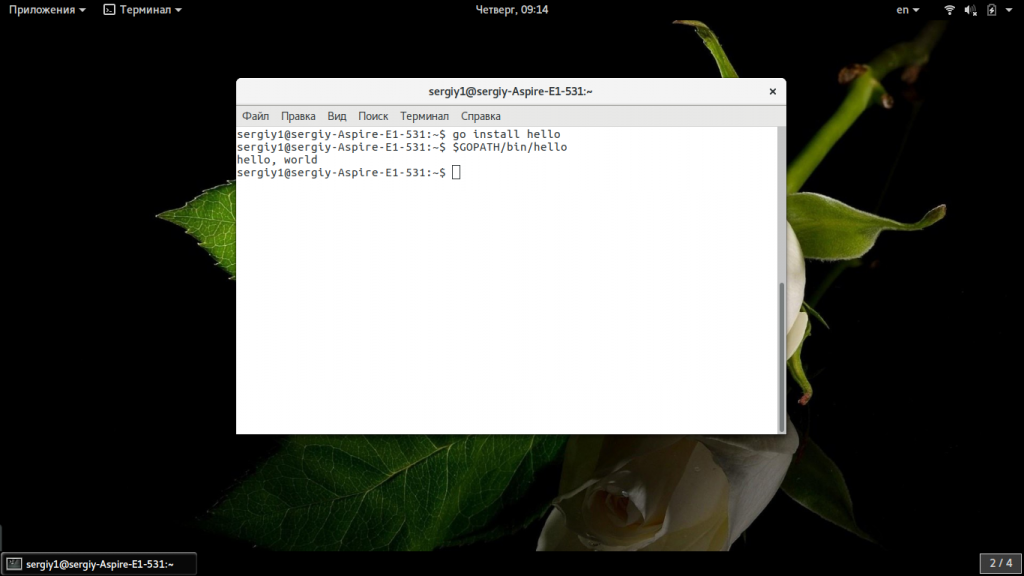 Приложения Терминал Четверг, 09:14 en
sergiy1@sergiy-Aspire-E1-531:~
Файл Правка Вид Поиск Терминал Справка
sergiy1@sergiy-Aspire-E1-531:~$ go install hello
sergiy1@sergiy-Aspire-E1-531:~$ $GOPATH/bin/hello
hello, world
sergiy1@sergiy-Aspire-E1-531:~$
sergiy1@sergiy-Aspire-E1-531:~ 2 / 4